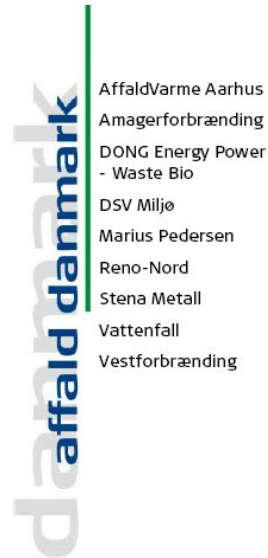 danmark
affald danmark
AffaldVarme Aarhus
Amagerforbrænding
DONG Energy Power
- Waste Bio
DSV Miljø
Marius Pedersen
Reno-Nord
Stena Metall
Vattenfall
Vestforbrænding